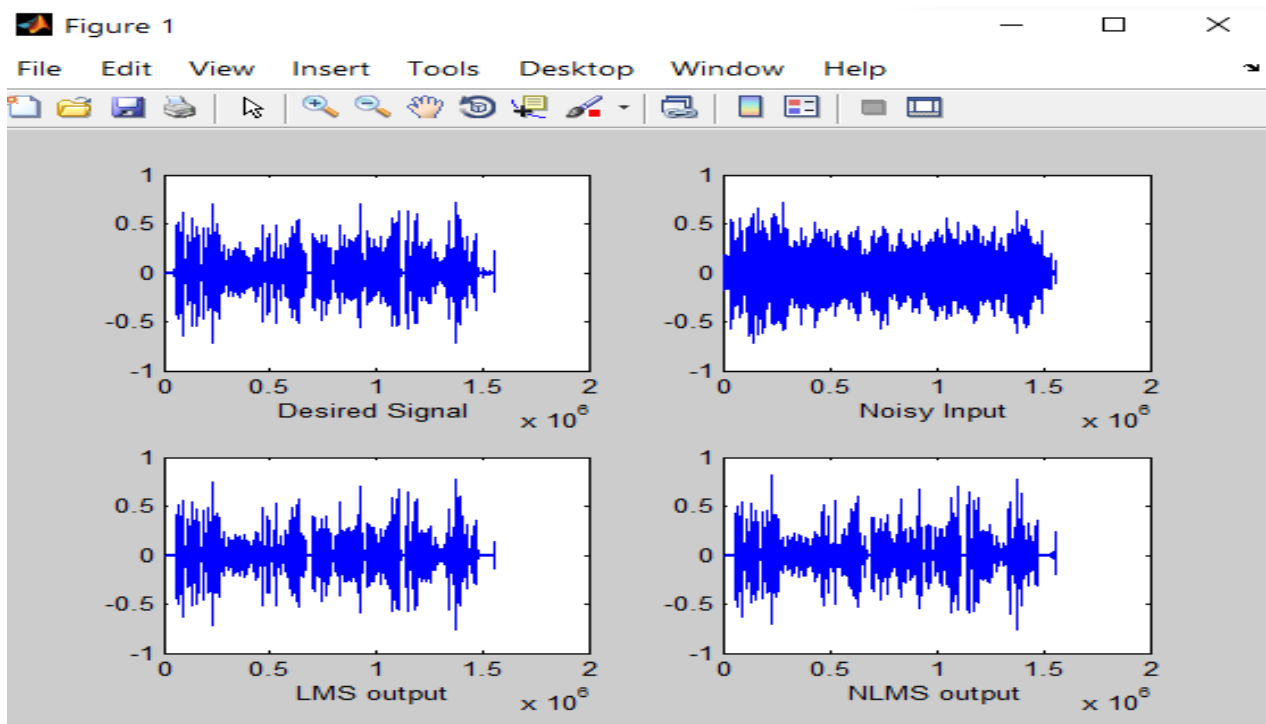 Figure 1
File Edit View Insert Tools Desktop Window Help
1
0.5
0
-0.5
-1
0 0.5 1 1.5 2
Desired Signal
x 10^6
1
0.5
0
-0.5
-1
0 0.5 1 1.5 2
Noisy Input
x 10^6
1
0.5
0
-0.5
-1
0 0.5 1 1.5 2
LMS output
x 10^6
1
0.5
0
-0.5
-1
0 0.5 1 1.5 2
NLMS output
x 10^6